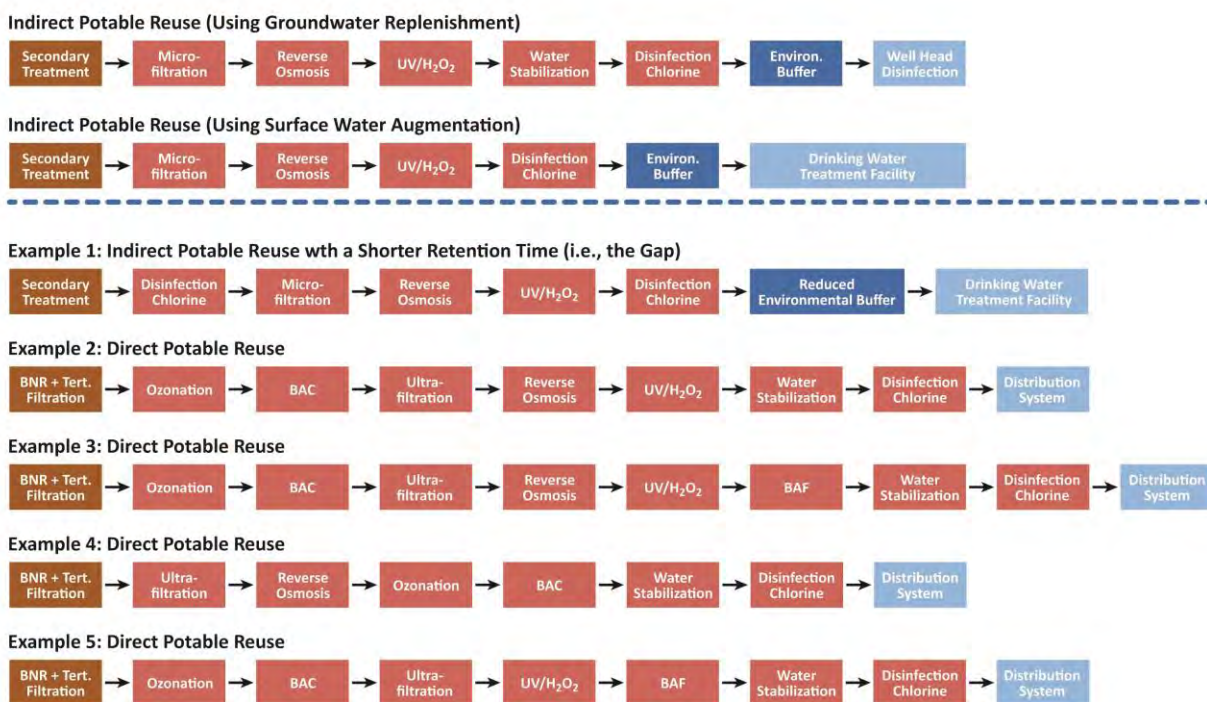 Indirect Potable Reuse (Using Groundwater Replenishment)
Secondary
Treatment
Micro-
filtration
Reverse
Osmosis
UV/H₂O₂
Water
Stabilization
Disinfection
Chlorine
Environ.
Buffer
Well Head
Disinfection
Indirect Potable Reuse (Using Surface Water Augmentation)
Secondary
Treatment
Micro-
filtration
Reverse
Osmosis
UV/H₂O₂
Disinfection
Chlorine
Environ.
Buffer
Drinking Water
Treatment Facility
Example 1: Indirect Potable Reuse wth a Shorter Retention Time (i.e., the Gap)
Secondary
Treatment
Disinfection
Chlorine
Micro-
filtration
Reverse
Osmosis
UV/H₂O₂
Disinfection
Chlorine
Reduced
Environmental Buffer
Drinking Water
Treatment Facility
Example 2: Direct Potable Reuse
BNR + Tert.
Filtration
Ozonation
BAC
Ultra-
filtration
Reverse
Osmosis
UV/H₂O₂
Water
Stabilization
Disinfection
Chlorine
Distribution
System
Example 3: Direct Potable Reuse
BNR + Tert.
Filtration
Ozonation
BAC
Ultra-
filtration
Reverse
Osmosis
UV/H₂O₂
BAF
Water
Stabilization
Disinfection
Chlorine
Distribution
System
Example 4: Direct Potable Reuse
BNR + Tert.
Filtration
Ultra-
filtration
Reverse
Osmosis
Ozonation
BAC
Water
Stabilization
Disinfection
Chlorine
Distribution
System
Example 5: Direct Potable Reuse
BNR + Tert.
Filtration
Ozonation
BAC
Ultra-
filtration
UV/H₂O₂
BAF
Water
Stabilization
Disinfection
Chlorine
Distribution
System